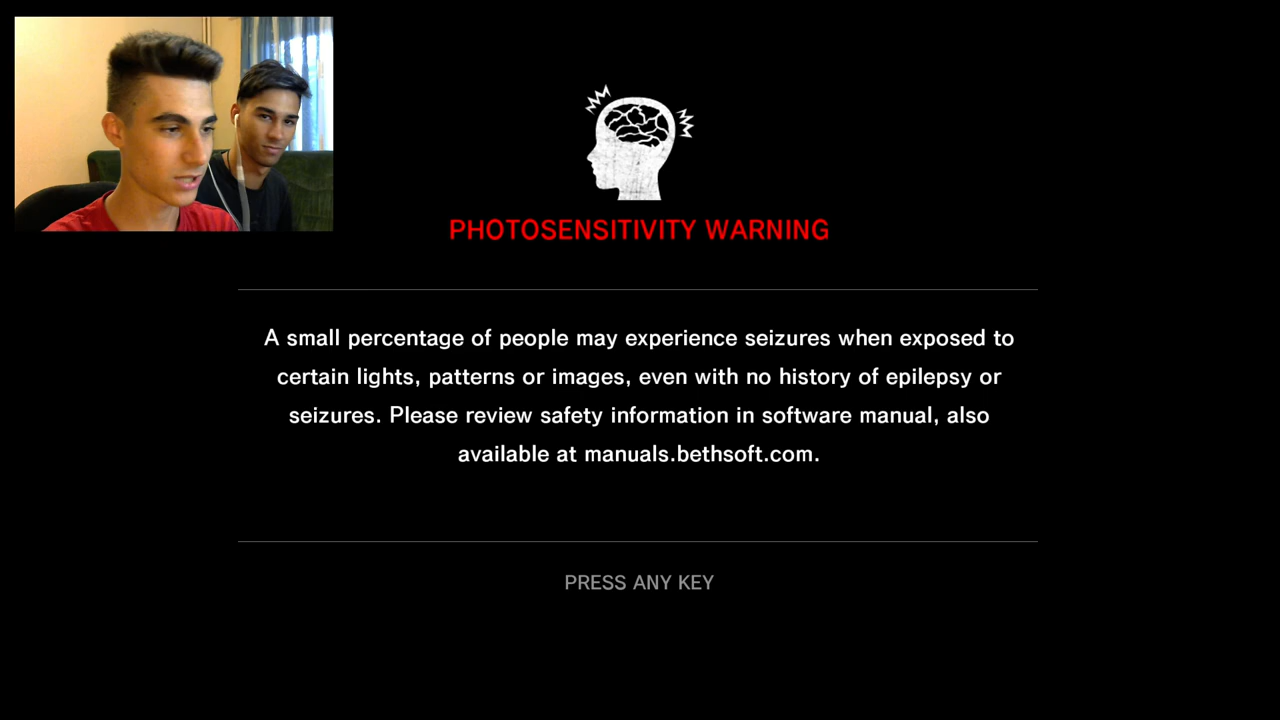 PHOTOSENSITIVITY WARNING
A small percentage of people may experience seizures when exposed to
certain lights, patterns or images, even with no history of epilepsy or
seizures. Please review safety information in software manual, also
available at manuals.bethsoft.com.
PRESS ANY KEY